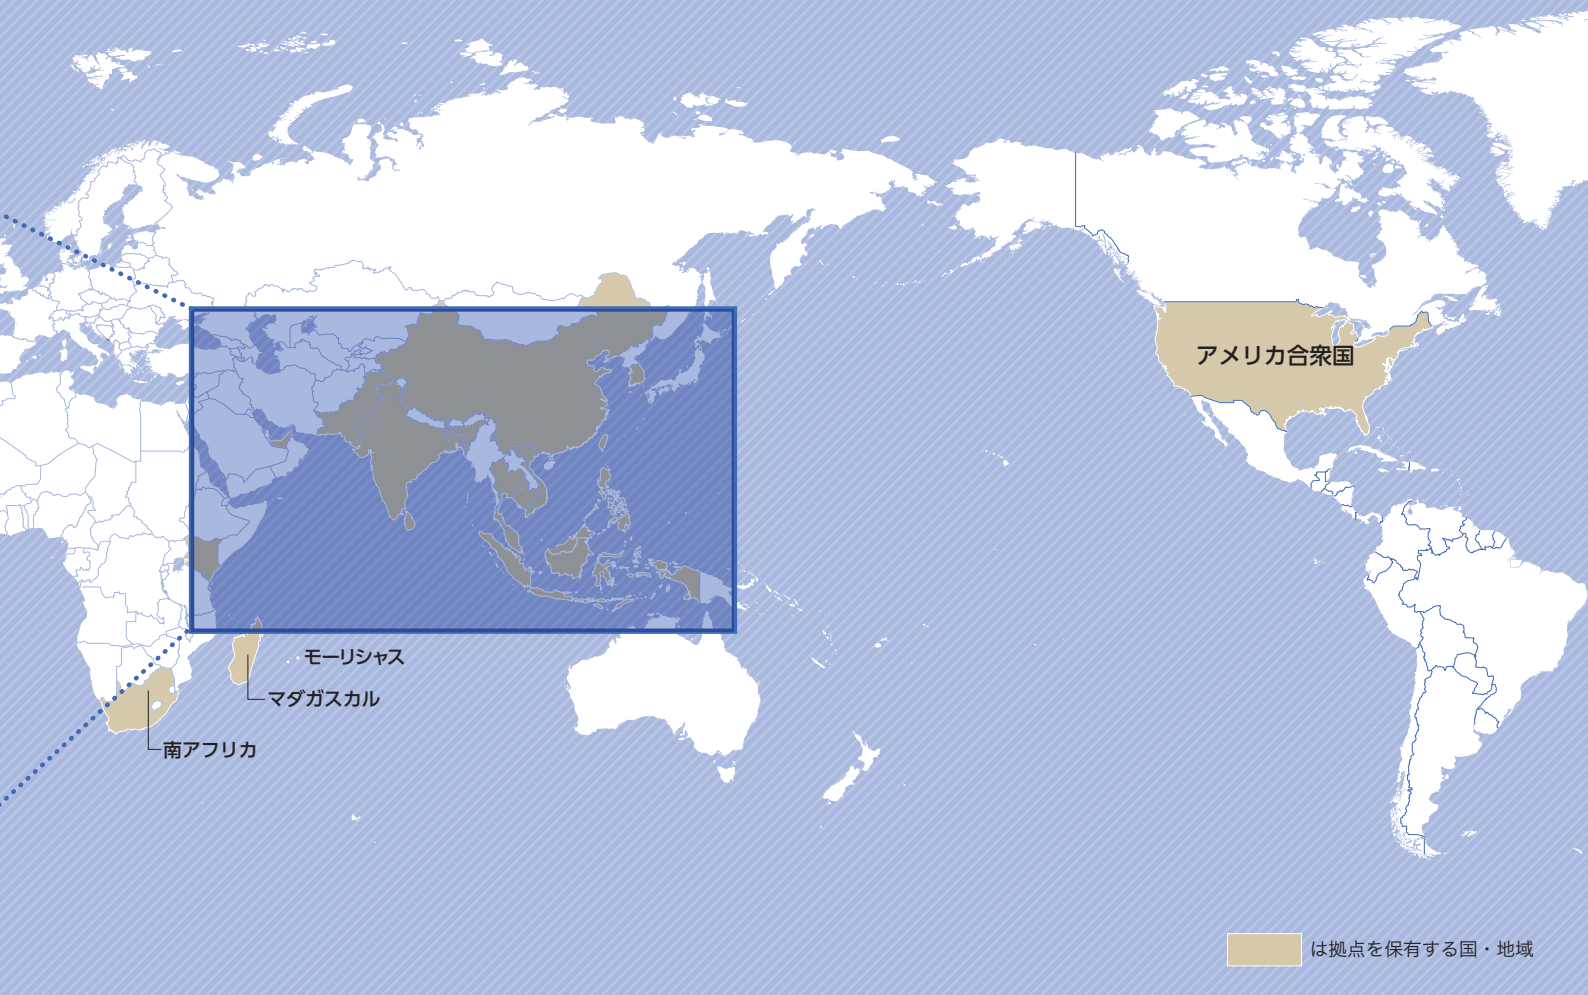 アメリカ合衆国
モーリシャス
マダガスカル
南アフリカ
は拠点を保有する国・地域